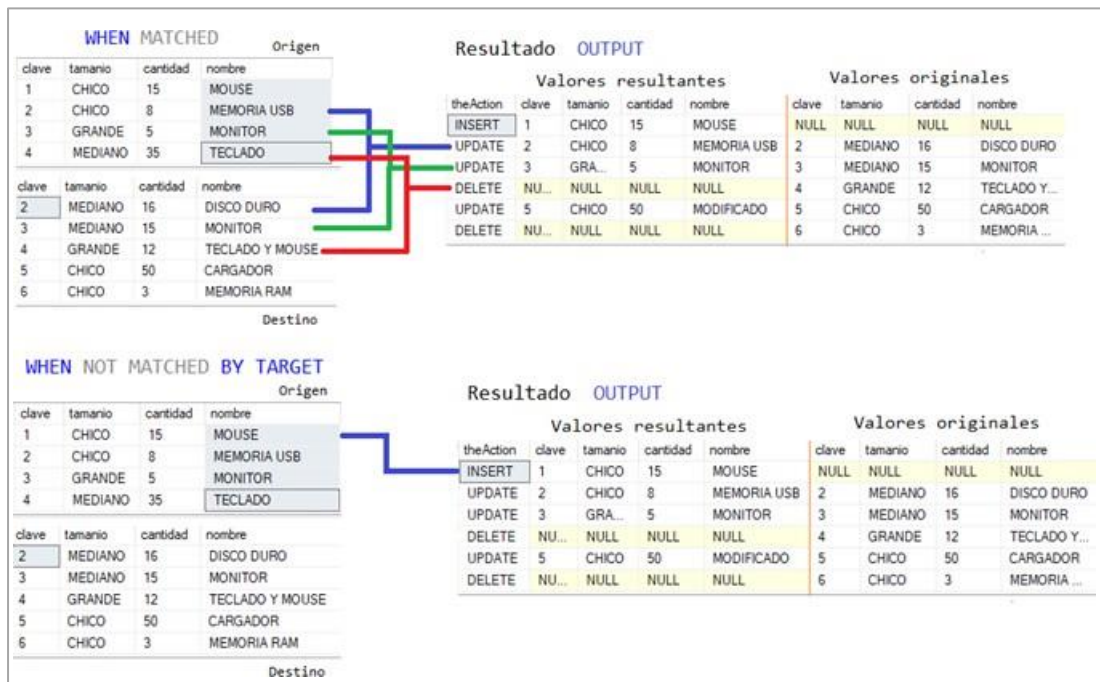 WHEN MATCHED
Origen
clave tamanio cantidad nombre
1 CHICO 15 MOUSE
2 CHICO 8 MEMORIA USB
3 GRANDE 5 MONITOR
4 MEDIANO 35 TECLADO
clave tamanio cantidad nombre
2 MEDIANO 16 DISCO DURO
3 MEDIANO 15 MONITOR
4 GRANDE 12 TECLADO Y MOUSE
5 CHICO 50 CARGADOR
6 CHICO 3 MEMORIA RAM
Destino
Resultado OUTPUT
Valores resultantes Valores originales
theAction clave tamanio cantidad nombre clave tamanio cantidad nombre
INSERT 1 CHICO 15 MOUSE NULL NULL NULL NULL
UPDATE 2 CHICO 8 MEMORIA USB 2 MEDIANO 16 DISCO DURO
UPDATE 3 GRA... 5 MONITOR 3 MEDIANO 15 MONITOR
DELETE NU... NULL NULL NULL 4 GRANDE 12 TECLADO Y...
UPDATE 5 CHICO 50 MODIFICADO 5 CHICO 50 CARGADOR
DELETE NU... NULL NULL NULL 6 CHICO 3 MEMORIA ...
WHEN NOT MATCHED BY TARGET
Origen
clave tamanio cantidad nombre
1 CHICO 15 MOUSE
2 CHICO 8 MEMORIA USB
3 GRANDE 5 MONITOR
4 MEDIANO 35 TECLADO
clave tamanio cantidad nombre
2 MEDIANO 16 DISCO DURO
3 MEDIANO 15 MONITOR
4 GRANDE 12 TECLADO Y MOUSE
5 CHICO 50 CARGADOR
6 CHICO 3 MEMORIA RAM
Destino
Resultado OUTPUT
Valores resultantes Valores originales
theAction clave tamanio cantidad nombre clave tamanio cantidad nombre
INSERT 1 CHICO 15 MOUSE NULL NULL NULL NULL
UPDATE 2 CHICO 8 MEMORIA USB 2 MEDIANO 16 DISCO DURO
UPDATE 3 GRA... 5 MONITOR 3 MEDIANO 15 MONITOR
DELETE NU... NULL NULL NULL 4 GRANDE 12 TECLADO Y...
UPDATE 5 CHICO 50 MODIFICADO 5 CHICO 50 CARGADOR
DELETE NU... NULL NULL NULL 6 CHICO 3 MEMORIA ...